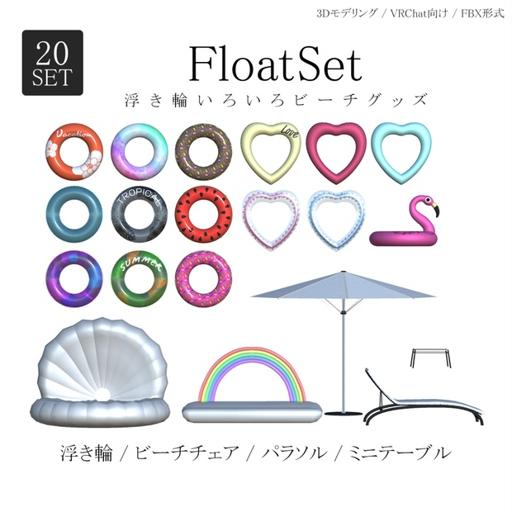 3Dモデリング / VRChat向け / FBX形式
20
SET
FloatSet
浮き輪いろいろビーチグッズ
Vacation
Love
TROPICAL
SUMMER
浮き輪 / ビーチチェア / パラソル / ミニテーブル